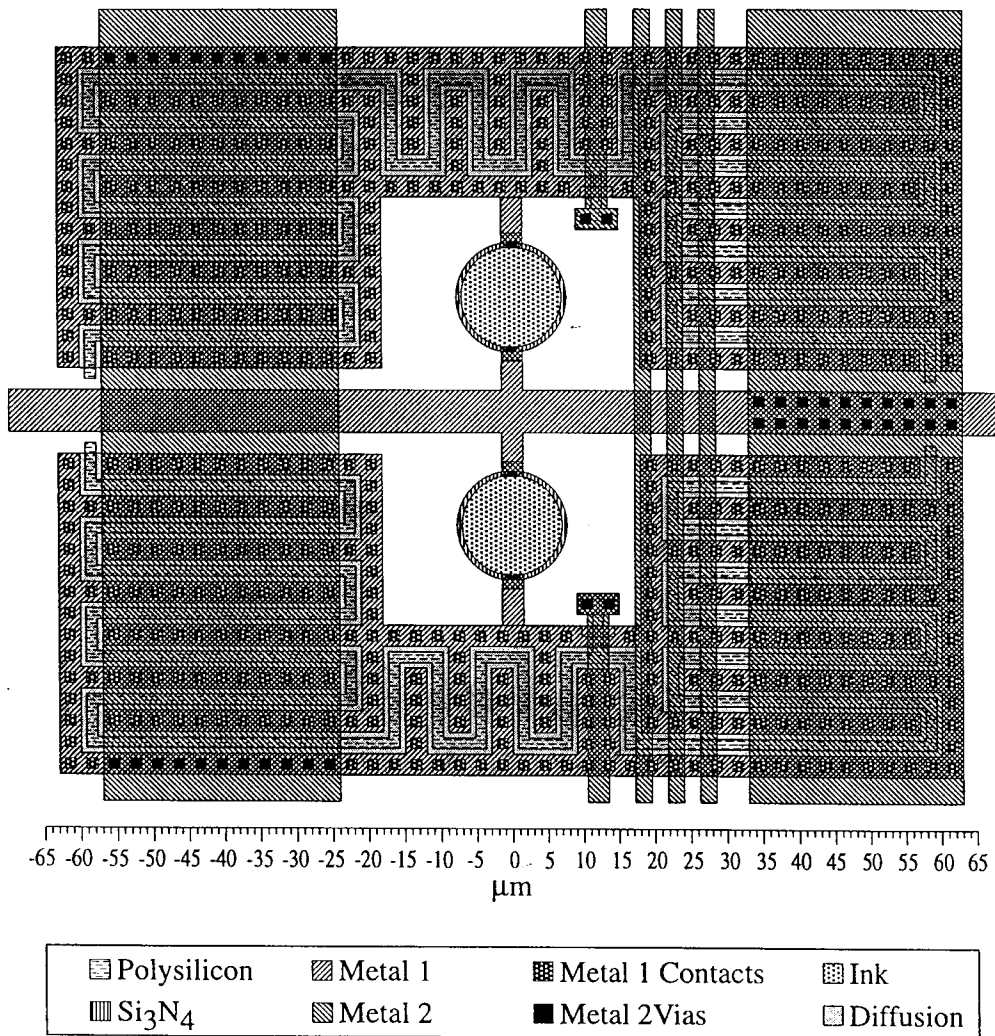 -65 -60 -55 -50 -45 -40 -35 -30 -25 -20 -15 -10 -5 0 5 10 15 20 25 30 35 40 45 50 55 60 65
μm
Polysilicon Metal 1 Metal 1 Contacts Ink
Si3N4 Metal 2 Metal 2Vias Diffusion